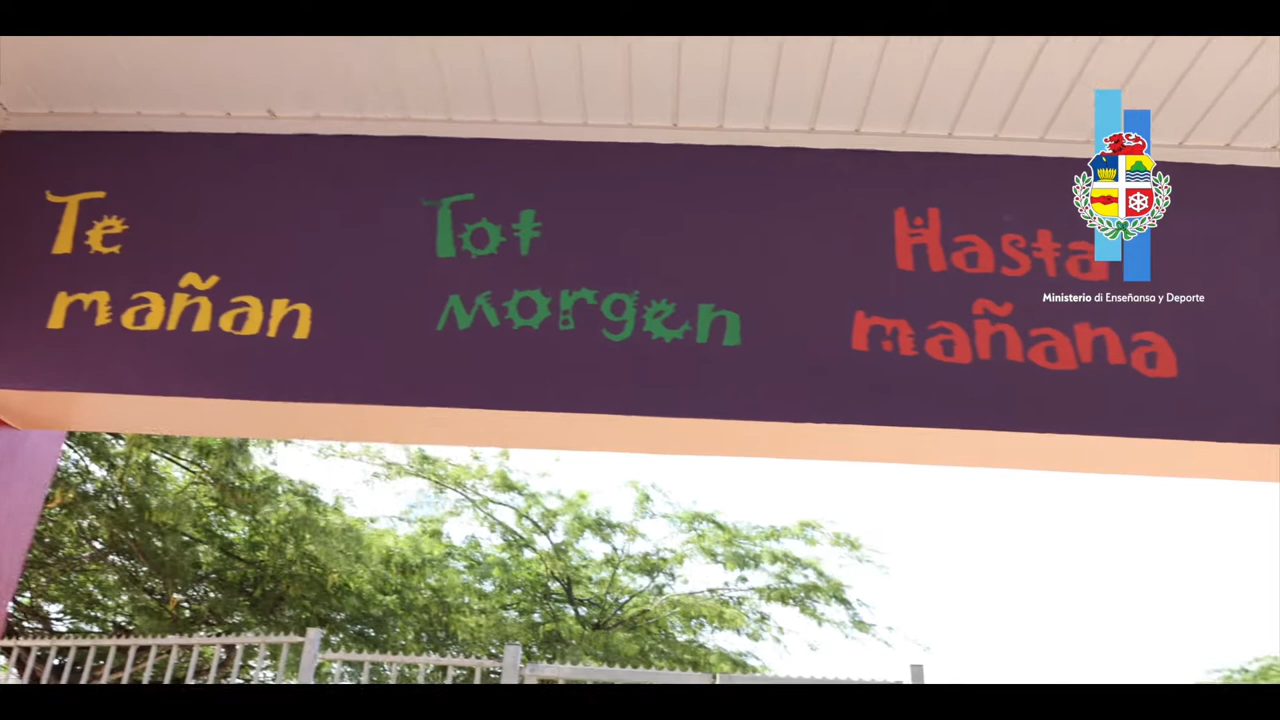 Te
mañan
Tot
morgen
Hasta
mañana
Ministerio di Enseñansa y Deporte